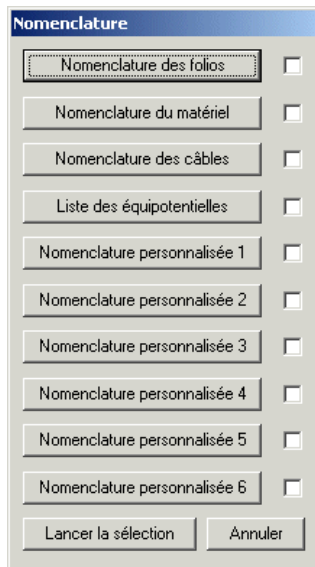 Nomenclature
Nomenclature des folios
Nomenclature du matériel
Nomenclature des câbles
Liste des équipotentielles
Nomenclature personnalisée 1
Nomenclature personnalisée 2
Nomenclature personnalisée 3
Nomenclature personnalisée 4
Nomenclature personnalisée 5
Nomenclature personnalisée 6
Lancer la sélection Annuler